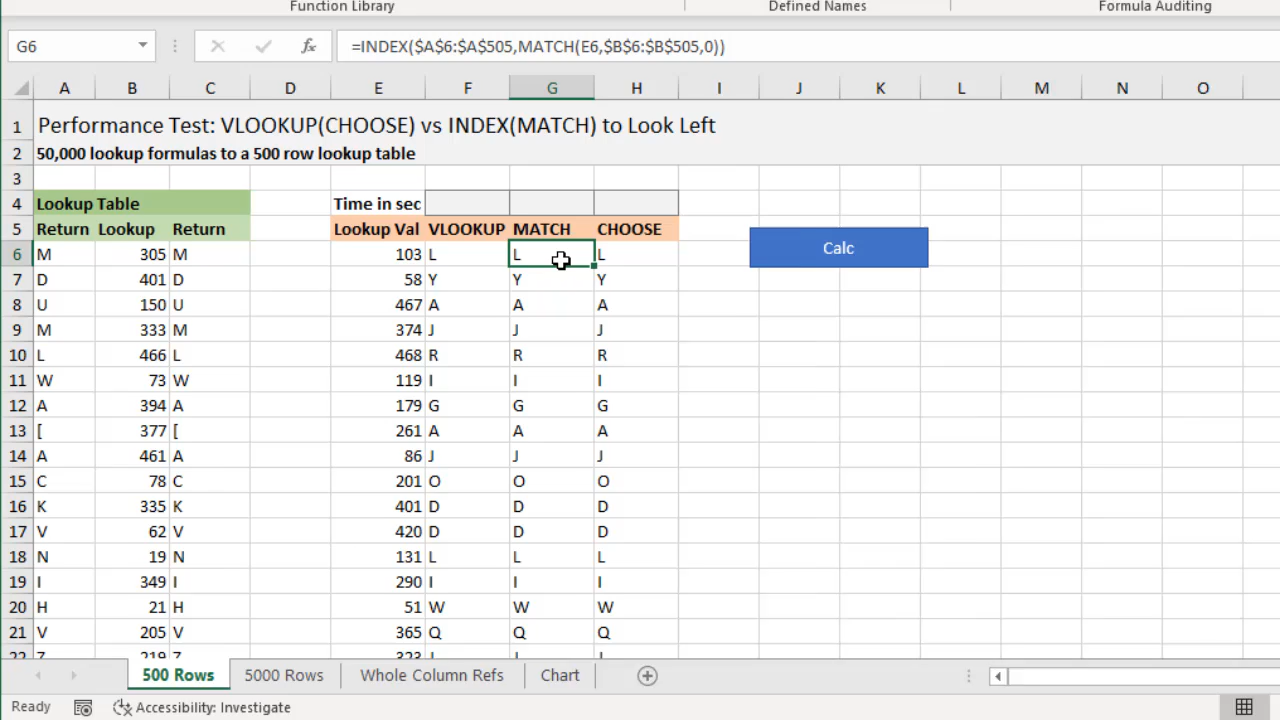 Function Library Defined Names Formula Auditing
G6 fx =INDEX($A$6:$A$505,MATCH(E6,$B$6:$B$505,0))
A B C D E F G H I J K L M N O
1 Performance Test: VLOOKUP(CHOOSE) vs INDEX(MATCH) to Look Left
2 50,000 lookup formulas to a 500 row lookup table
3
4 Lookup Table Time in sec
5 Return Lookup Return Lookup Val VLOOKUP MATCH CHOOSE
Calc
6 M 305 M 103 L L L
7 D 401 D 58 Y Y Y
8 U 150 U 467 A A A
9 M 333 M 374 J J J
10 L 466 L 468 R R R
11 W 73 W 119 I I I
12 A 394 A 179 G G G
13 [ 377 [ 261 A A A
14 A 461 A 86 J J J
15 C 78 C 201 O O O
16 K 335 K 401 D D D
17 V 62 V 420 D D D
18 N 19 N 131 L L L
19 I 349 I 290 I I I
20 H 21 H 51 W W W
21 V 205 V 365 Q Q Q
22 Z 219 Z 323
500 Rows 5000 Rows Whole Column Refs Chart
Ready Accessibility: Investigate